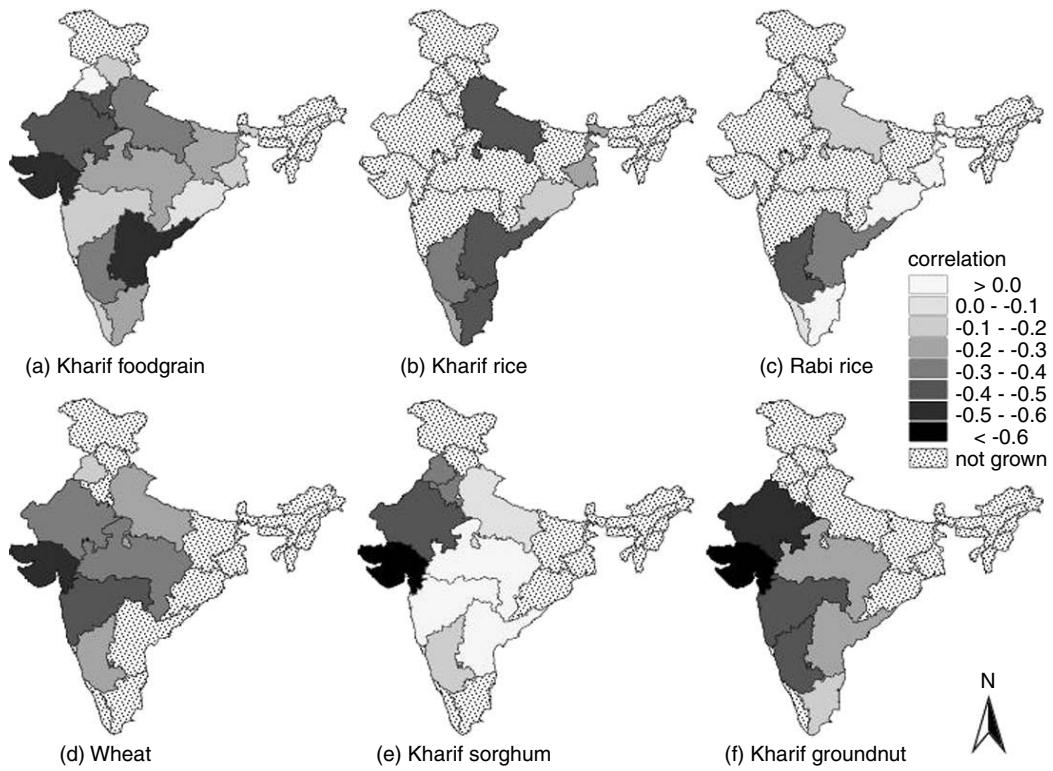 (a) Kharif foodgrain
(b) Kharif rice
(c) Rabi rice
correlation
> 0.0
0.0 - -0.1
-0.1 - -0.2
-0.2 - -0.3
-0.3 - -0.4
-0.4 - -0.5
-0.5 - -0.6
< -0.6
not grown
(d) Wheat
(e) Kharif sorghum
(f) Kharif groundnut
N